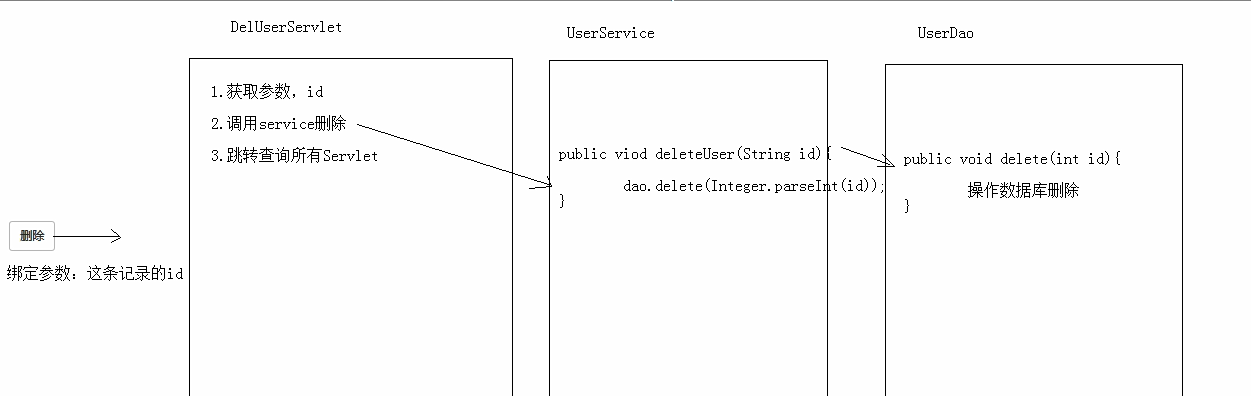 DelUserServlet
UserService
UserDao
1.获取参数，id
2.调用service删除
3.跳转查询所有Servlet
public viod deleteUser(String id){
dao.delete(Integer.parseInt(id));
}
public void delete(int id){
操作数据库删除
}
删除
绑定参数：这条记录的id